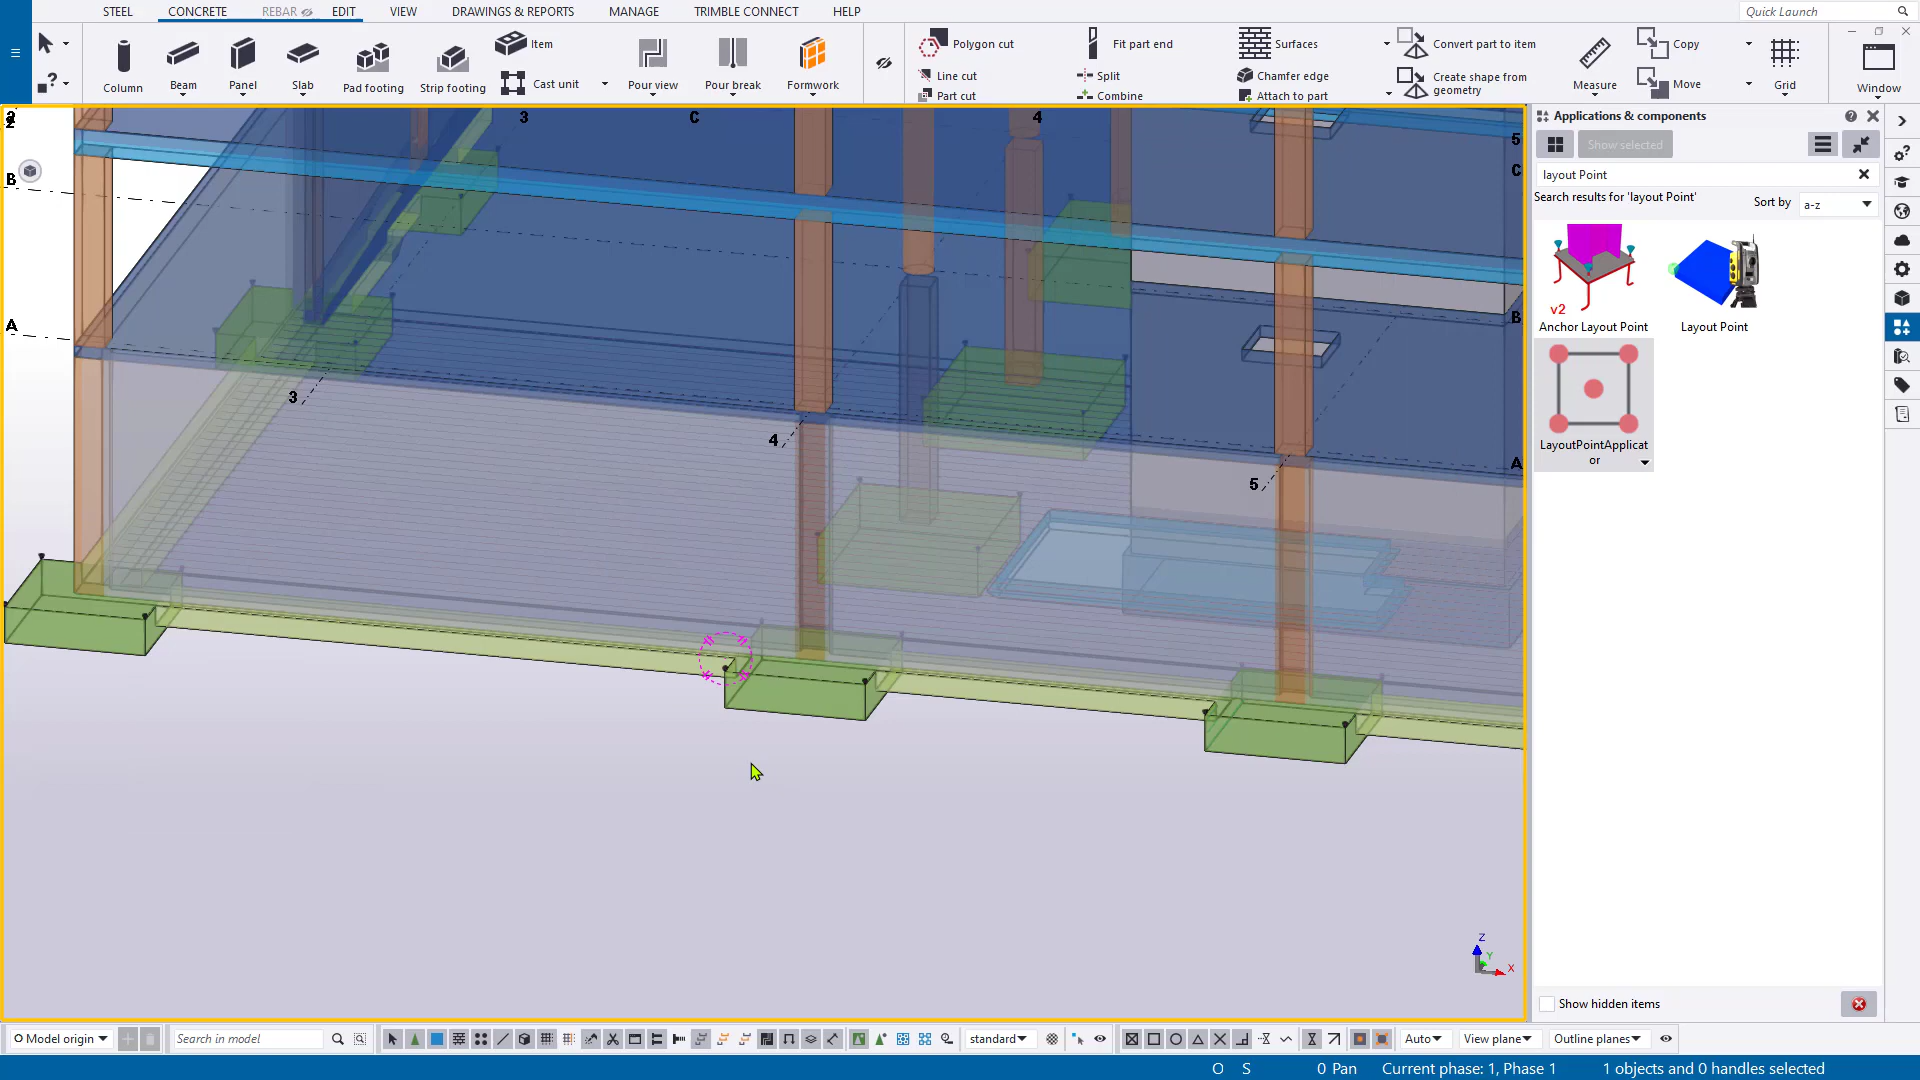 STEEL CONCRETE REBAR EDIT VIEW DRAWINGS & REPORTS MANAGE TRIMBLE CONNECT HELP Quick Launch
Column
Beam
Panel
Slab
Pad footing
Strip footing
Item
Cast unit
Pour view
Pour break
Formwork
Polygon cut
Line cut
Part cut
Fit part end
Split
Combine
Surfaces
Chamfer edge
Attach to part
Convert part to item
Create shape from
geometry
Measure
Copy
Move
Grid
Window
3 C 4
5
C
B
A
B
A
3
4
5
Z
Y
X
Applications & components
Show selected
layout Point
Search results for 'layout Point'
Sort by a-z
v2
Anchor Layout Point
Layout Point
LayoutPointApplicat
or
Show hidden items
Model origin
Search in model
standard
Auto
View plane
Outline planes
O S 0 Pan Current phase: 1, Phase 1 1 objects and 0 handles selected